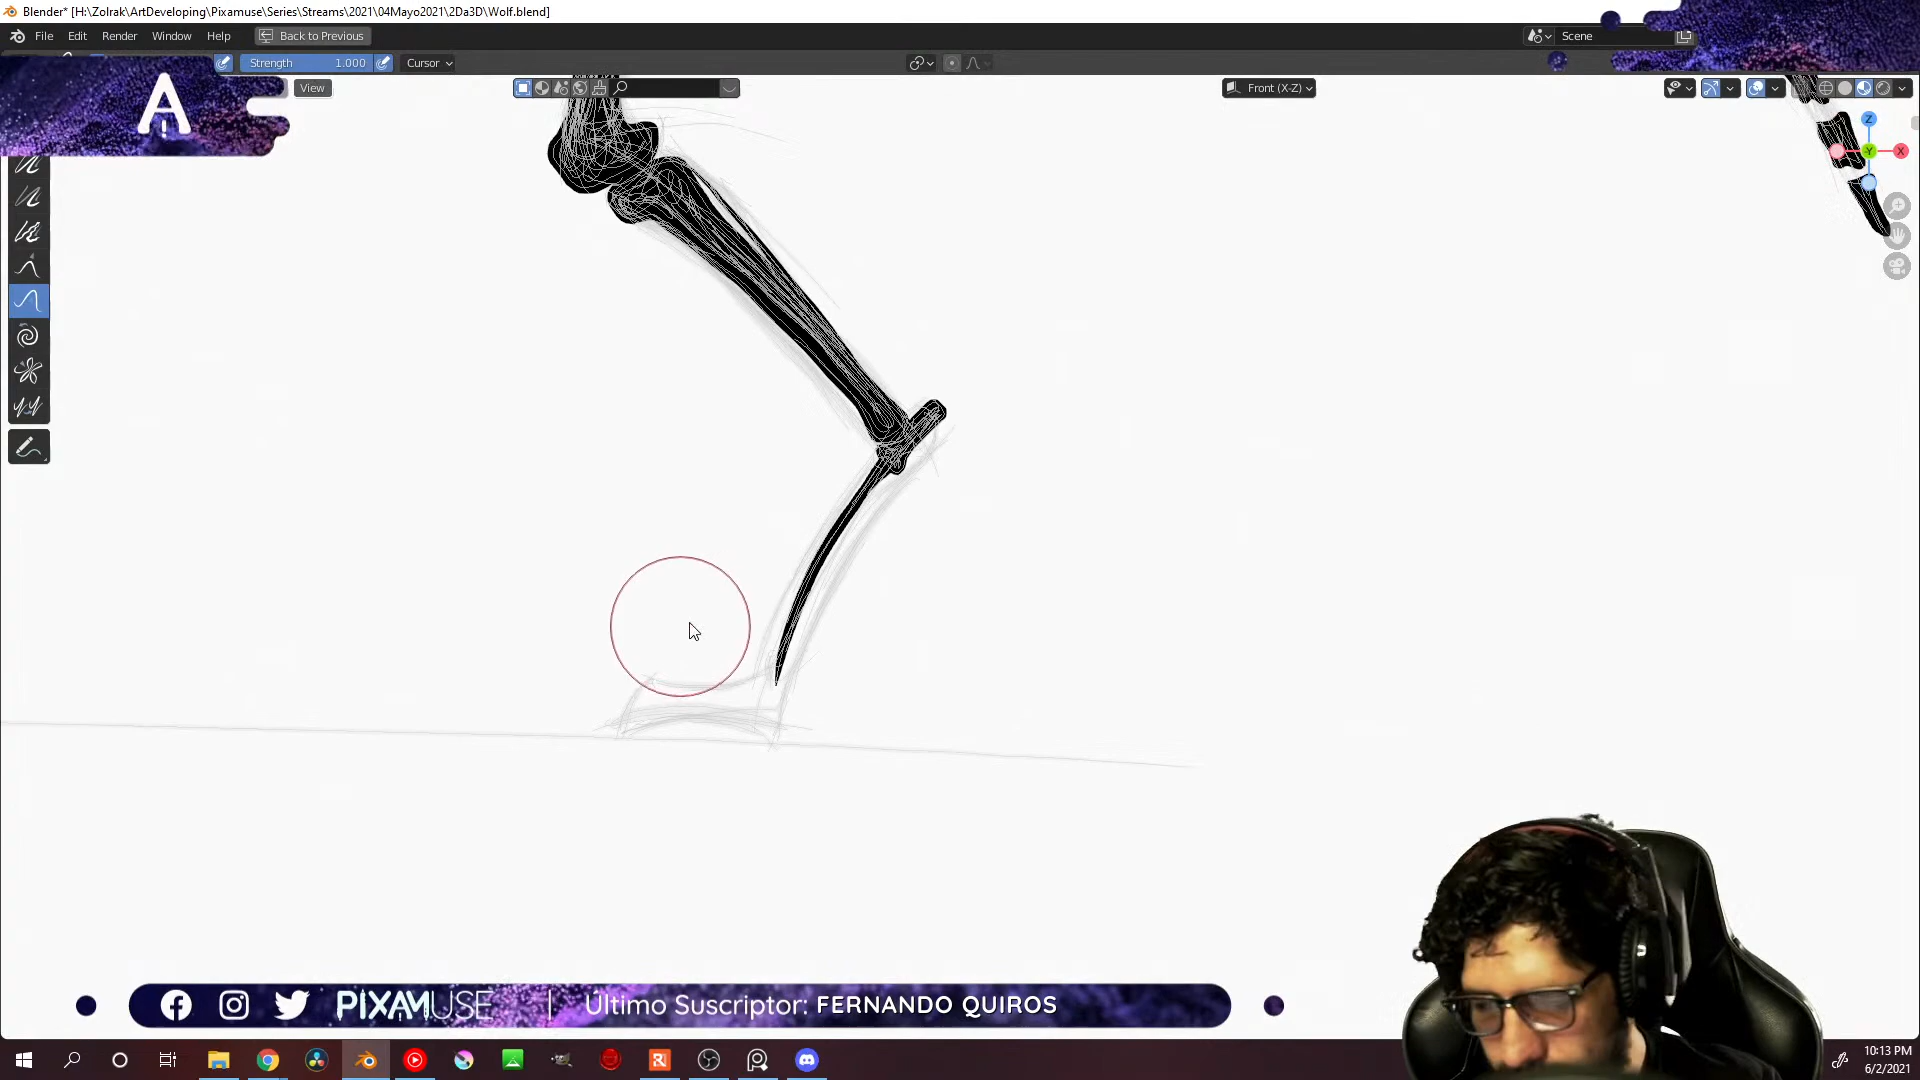 Blender* [H:\Zolrak\ArtDeveloping\Pixamuse\Series\Streams\2021\04Mayo2021\2Da3D\Wolf.blend]
File Edit Render Window Help Back to Previous Scene
Strength 1.000 Cursor
A View Front (X-Z)
Z
Y X
PIXAMUSE | Último Suscriptor: FERNANDO QUIROS
10:13 PM
6/2/2021